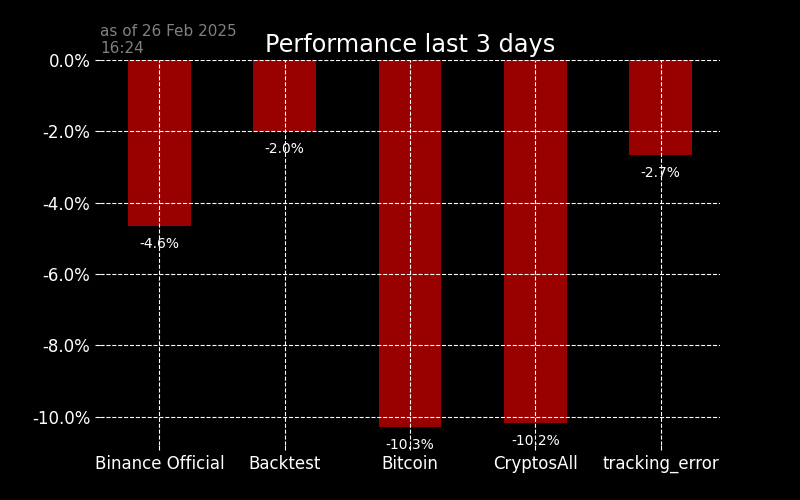 as of 26 Feb 2025
16:24
Performance last 3 days
0.0%
-2.0%
-4.0%
-6.0%
-8.0%
-10.0%
-4.6%
-2.0%
-10.3%
-10.2%
-2.7%
Binance Official
Backtest
Bitcoin
CryptosAll
tracking_error